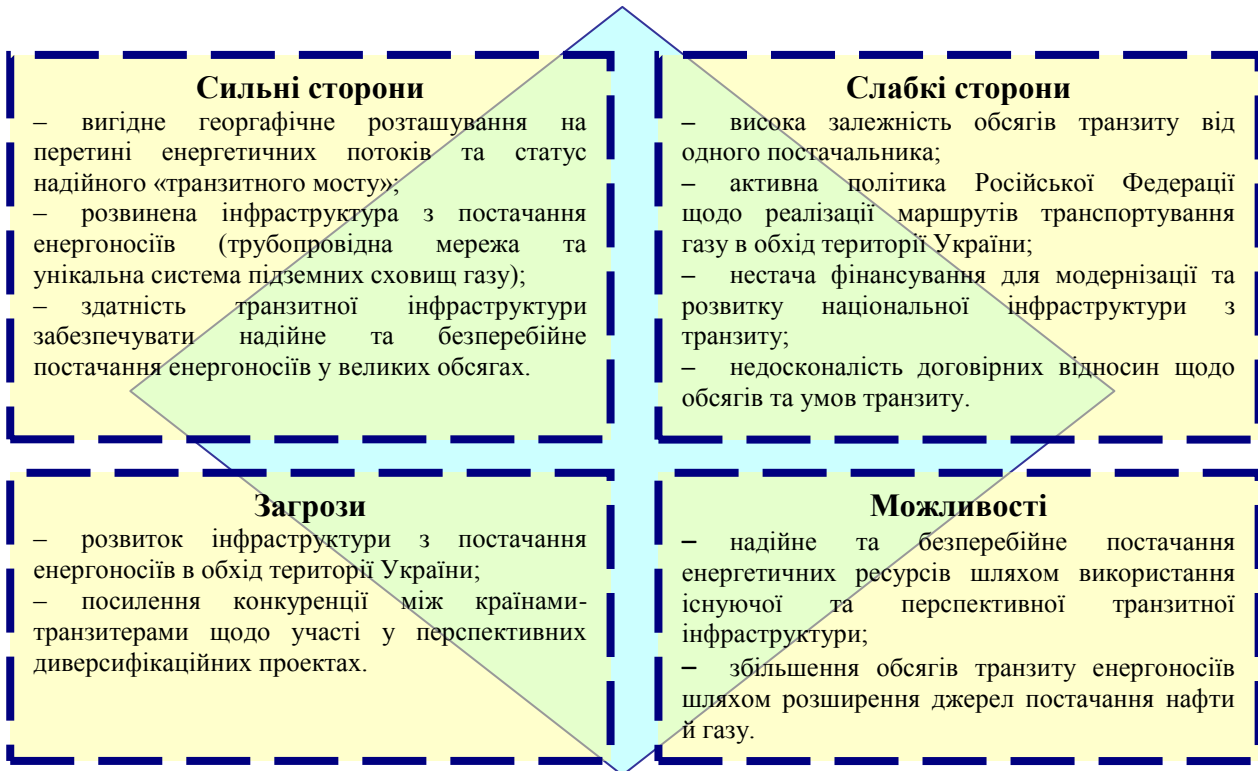 Сильні сторони
– вигідне георгафічне розташування на
перетині енергетичних потоків та статус
надійного «транзитного мосту»;
– розвинена інфраструктура з постачання
енергоносіїв (трубопровідна мережа та
унікальна система підземних сховищ газу);
– здатність транзитної інфраструктури
забезпечувати надійне та безперебійне
постачання енергоносіїв у великих обсягах.
Слабкі сторони
– висока залежність обсягів транзиту від
одного постачальника;
– активна політика Російської Федерації
щодо реалізації маршрутів транспортування
газу в обхід території України;
– нестача фінансування для модернізації та
розвитку національної інфраструктури з
транзиту;
– недосконалість договірних відносин щодо
обсягів та умов транзиту.
Загрози
– розвиток інфраструктури з постачання
енергоносіїв в обхід території України;
– посилення конкуренції між країнами-
транзитерами щодо участі у перспективних
диверсифікаційних проектах.
Можливості
– надійне та безперебійне постачання
енергетичних ресурсів шляхом використання
існуючої та перспективної транзитної
інфраструктури;
– збільшення обсягів транзиту енергоносіїв
шляхом розширення джерел постачання нафти
й газу.